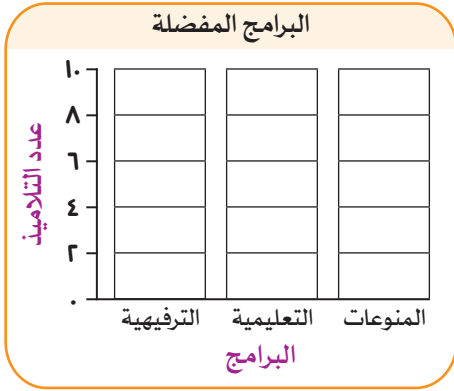 البرامج المفضلة
عدد التلاميذ
١٠
٨
٦
٤
٢
٠
الترفيهية التعليمية المنوعات
البرامج